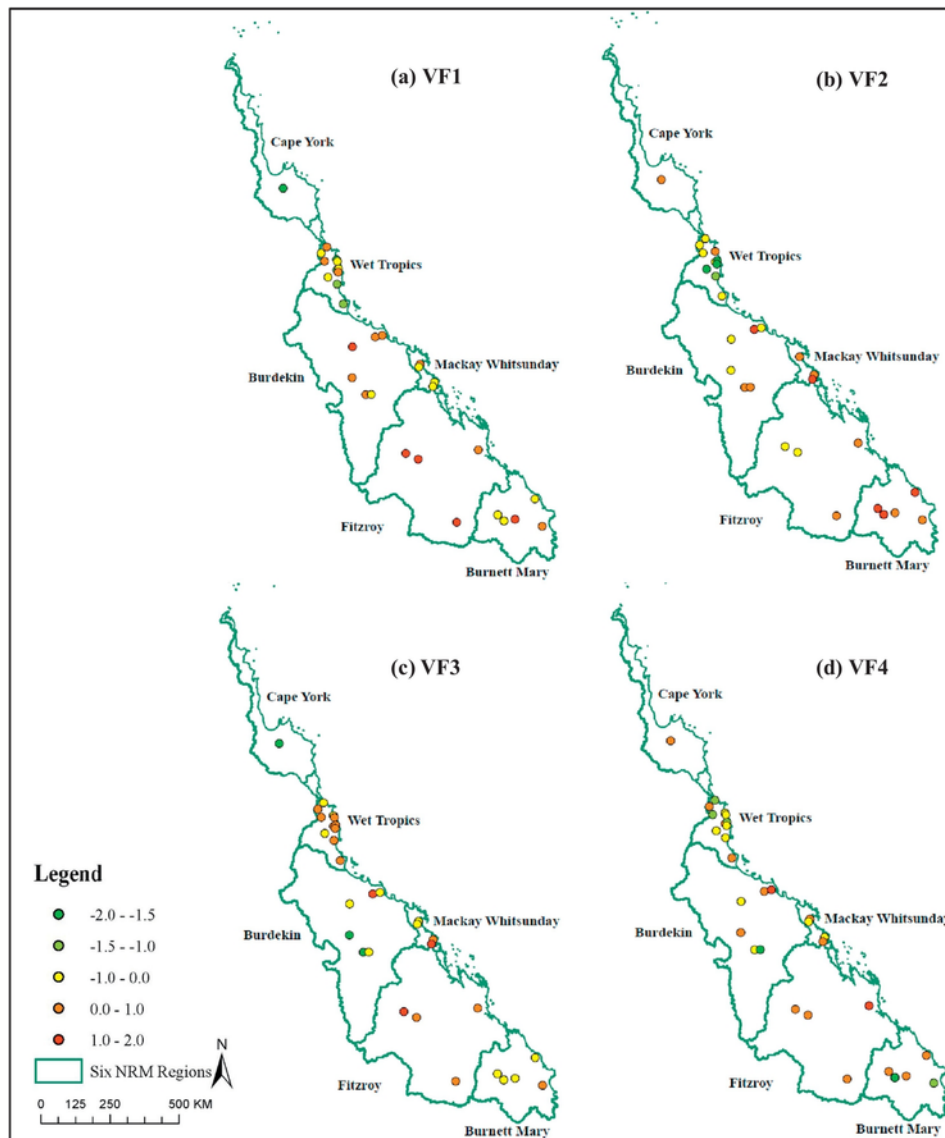 (a) VF1
(b) VF2
Cape York
Cape York
Wet Tropics
Wet Tropics
Mackay Whitsunday
Mackay Whitsunday
Burdekin
Burdekin
Fitzroy
Fitzroy
Burnett Mary
Burnett Mary
(c) VF3
(d) VF4
Cape York
Cape York
Wet Tropics
Wet Tropics
Mackay Whitsunday
Mackay Whitsunday
Burdekin
Burdekin
Fitzroy
Fitzroy
Burnett Mary
Burnett Mary
Legend
-2.0 - -1.5
-1.5 - -1.0
-1.0 - 0.0
0.0 - 1.0
1.0 - 2.0
Six NRM Regions
N
0 125 250 500 KM